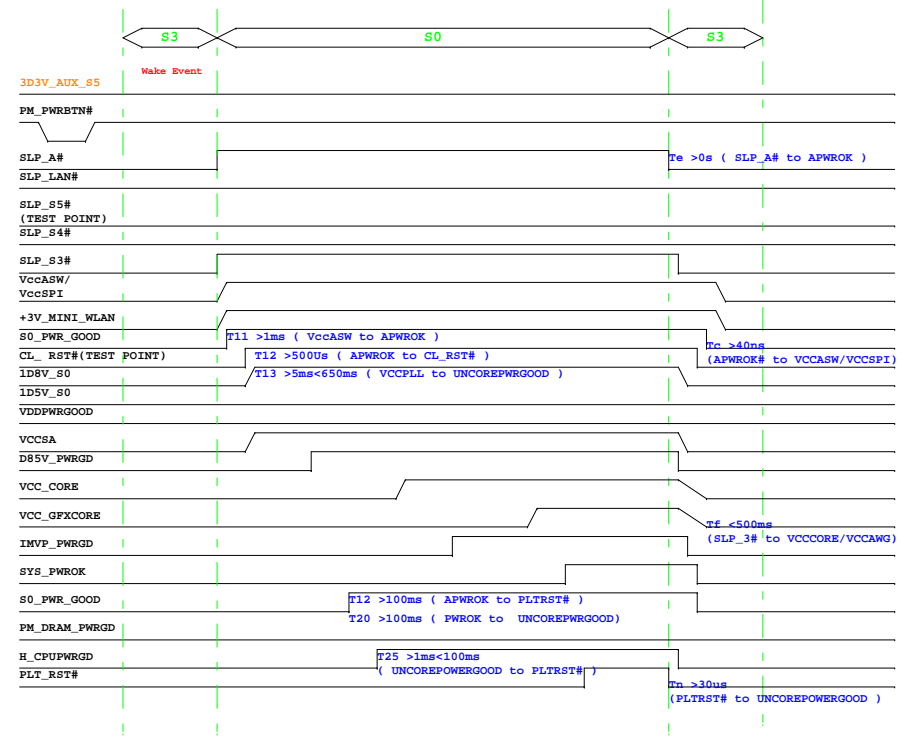 S3 S0 S3
Wake Event
3D3V_AUX_S5
PM_PWRBTN#
SLP_A#
Te >0s ( SLP_A# to APWROK )
SLP_LAN#
SLP_S5#
(TEST POINT)
SLP_S4#
SLP_S3#
VccASW/
VccSPI
+3V_MINI_WLAN
S0_PWR_GOOD
T11 >1ms ( VccASW to APWROK )
Tc >40ns
(APWROK# to VCCASW/VCCSPI)
CL_ RST#(TEST POINT)
T12 >500Us ( APWROK to CL_RST# )
1D8V_S0
T13 >5ms<650ms ( VCCPLL to UNCOREPWRGOOD )
1D5V_S0
VDDPWRGOOD
VCCSA
D85V_PWRGD
VCC_CORE
VCC_GFXCORE
Tf <500ms
(SLP_3# to VCCCORE/VCCAWG)
IMVP_PWRGD
SYS_PWROK
S0_PWR_GOOD
T12 >100ms ( APWROK to PLTRST# )
T20 >100ms ( PWROK to  UNCOREPWRGOOD)
PM_DRAM_PWRGD
H_CPUPWRGD
T25 >1ms<100ms
( UNCOREPOWERGOOD to PLTRST# )
PLT_RST#
Tn >30us
(PLTRST# to UNCOREPOWERGOOD )